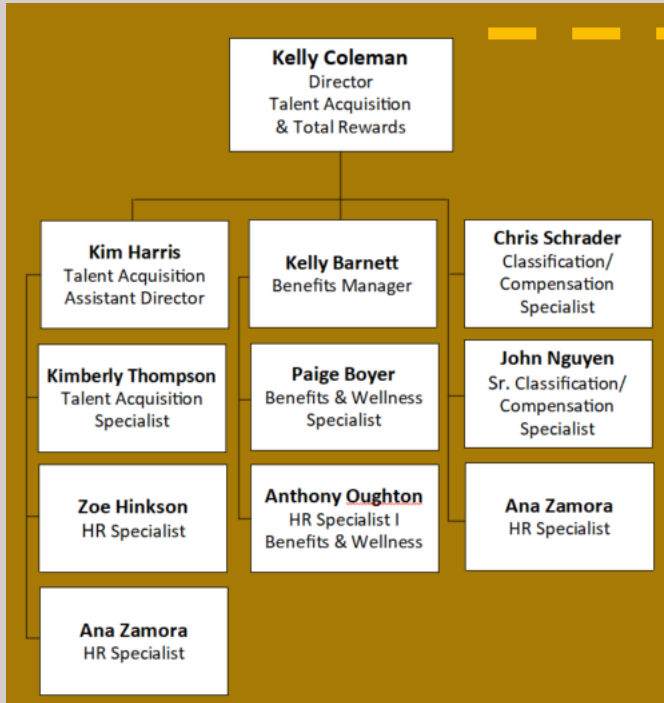 Kelly Coleman
Director
Talent Acquisition
& Total Rewards
Kim Harris
Talent Acquisition
Assistant Director
Kimberly Thompson
Talent Acquisition
Specialist
Zoe Hinkson
HR Specialist
Ana Zamora
HR Specialist
Kelly Barnett
Benefits Manager
Paige Boyer
Benefits & Wellness
Specialist
Anthony Oughton
HR Specialist I
Benefits & Wellness
Chris Schrader
Classification/
Compensation
Specialist
John Nguyen
Sr. Classification/
Compensation
Specialist
Ana Zamora
HR Specialist